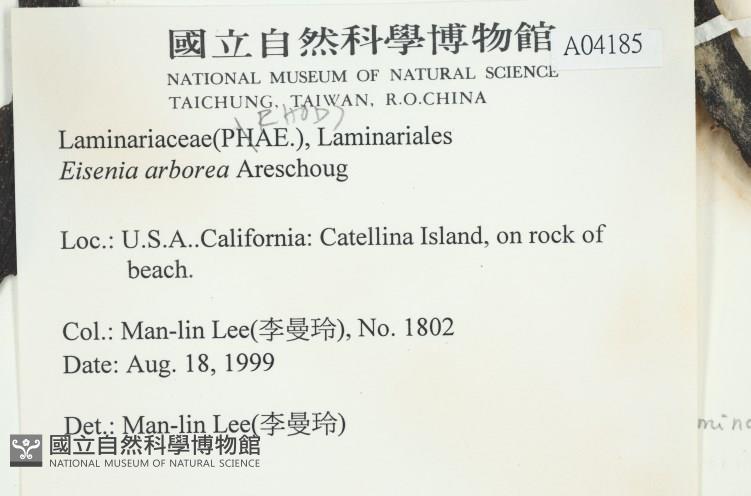 國立自然科學博物館
A04185
NATIONAL MUSEUM OF NATURAL SCIENCE
TAICHUNG, TAIWAN, R.O.CHINA
(RHOD)
Laminariaceae(PHAE.), Laminariales
Eisenia arborea Areschoug
Loc.: U.S.A..California: Catellina Island, on rock of
beach.
Col.: Man-lin Lee(李曼玲), No. 1802
Date: Aug. 18, 1999
Det.: Man-lin Lee(李曼玲)
國立自然科學博物館
NATIONAL MUSEUM OF NATURAL SCIENCE